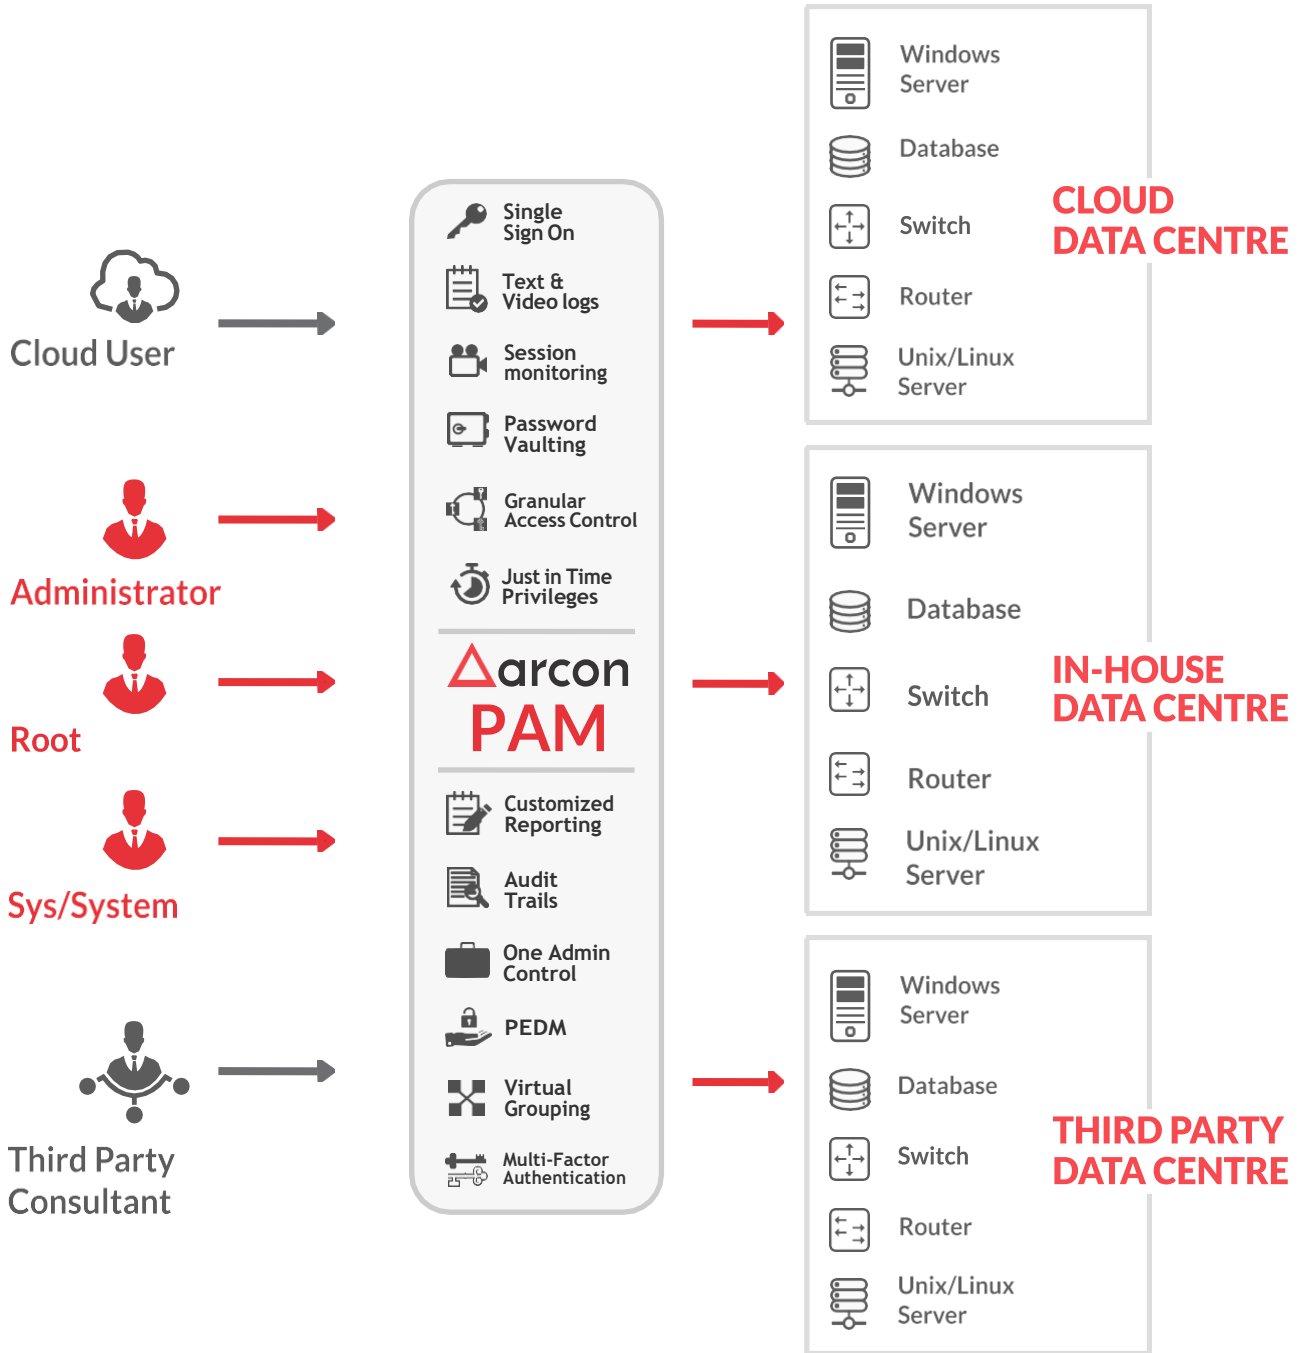 Cloud User
Administrator
Root
Sys/System
Third Party
Consultant
Single
Sign On
Text &
Video logs
Session
monitoring
Password
Vaulting
Granular
Access Control
Just in Time
Privileges
arcon
PAM
Customized
Reporting
Audit
Trails
One Admin
Control
PEDM
Virtual
Grouping
Multi-Factor
Authentication
Windows
Server
Database
Switch
Router
Unix/Linux
Server
CLOUD
DATA CENTRE
Windows
Server
Database
Switch
Router
Unix/Linux
Server
IN-HOUSE
DATA CENTRE
Windows
Server
Database
Switch
Router
Unix/Linux
Server
THIRD PARTY
DATA CENTRE